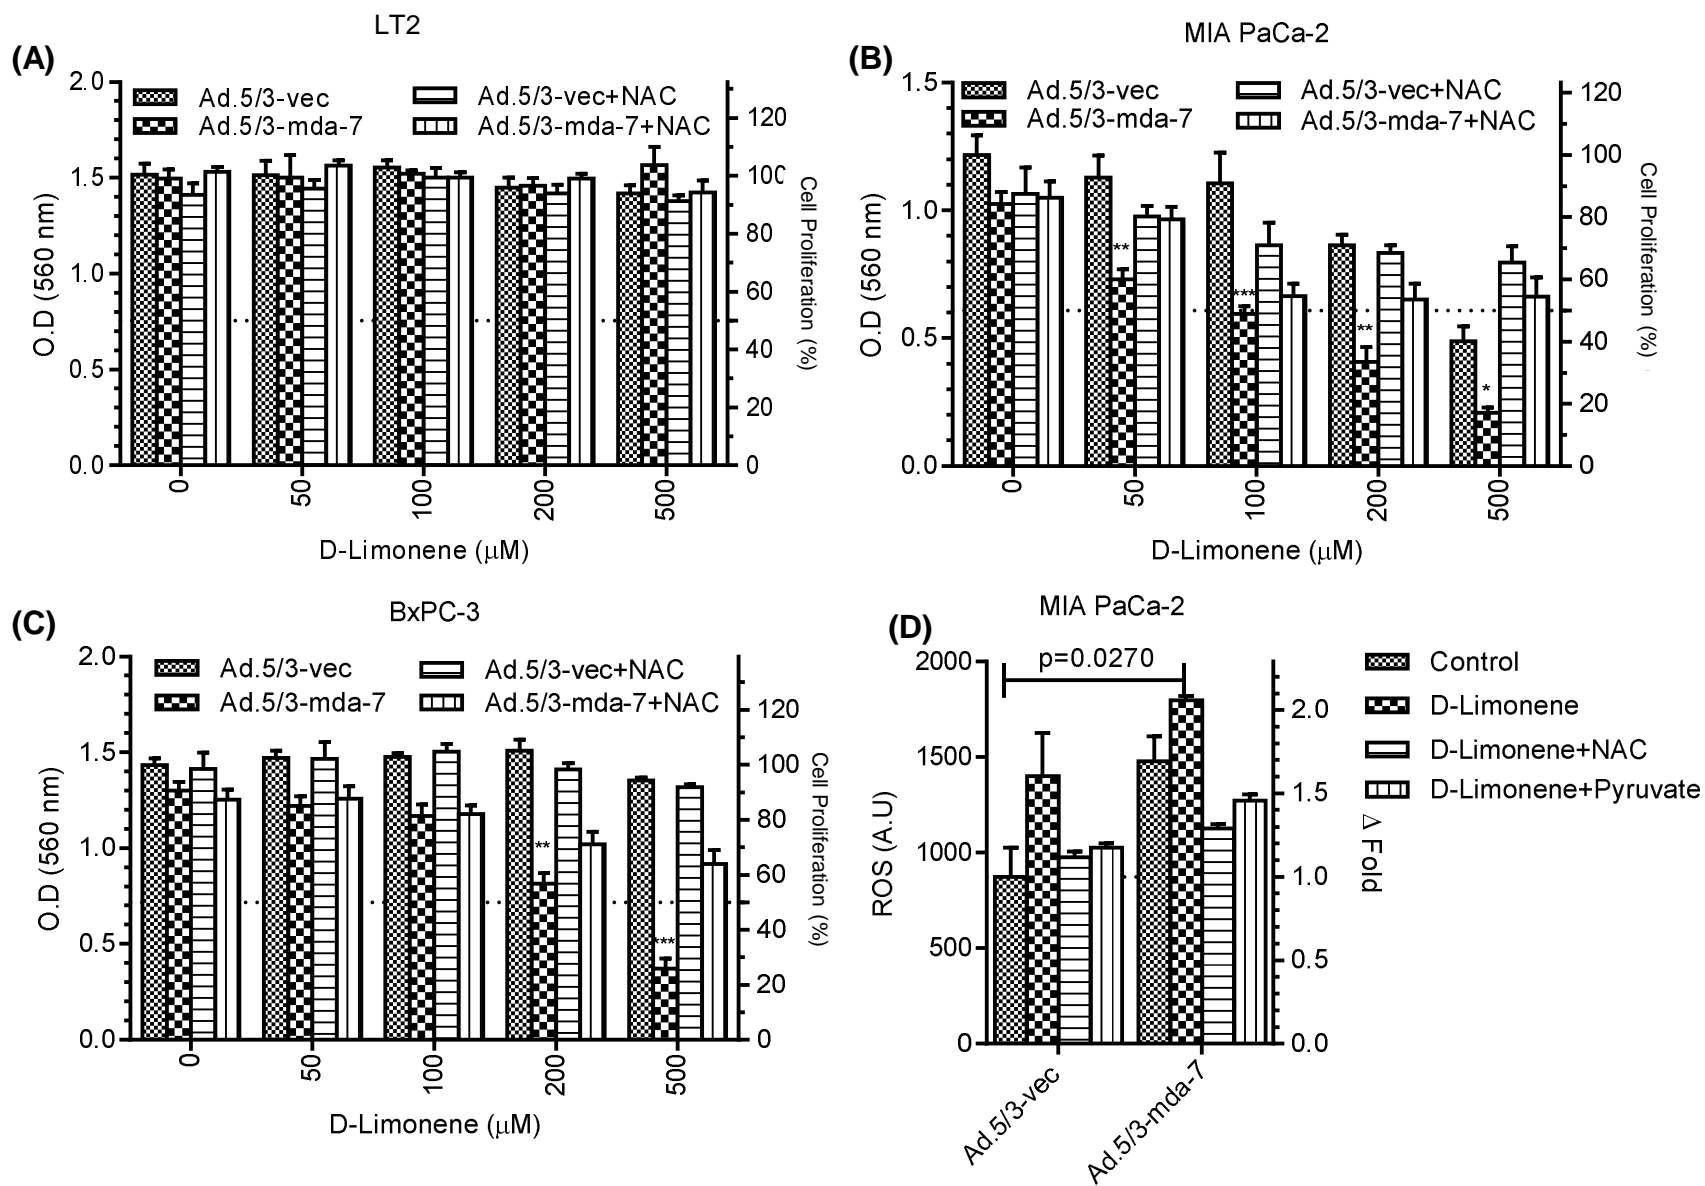 LT2
(A)
2.0
1.5
1.0
0.5
0.0
O.D (560 nm)
Ad.5/3-vec
Ad.5/3-mda-7
Ad.5/3-vec+NAC
Ad.5/3-mda-7+NAC
120
100
80
60
40
20
0
Cell Proliferation (%)
0
50
100
200
500
D-Limonene (μM)
MIA PaCa-2
(B)
1.5
1.0
0.5
0.0
O.D (560 nm)
Ad.5/3-vec
Ad.5/3-mda-7
Ad.5/3-vec+NAC
Ad.5/3-mda-7+NAC
**
***
**
*
120
100
80
60
40
20
0
Cell Proliferation (%)
0
50
100
200
500
D-Limonene (μM)
BxPC-3
(C)
2.0
1.5
1.0
0.5
0.0
O.D (560 nm)
Ad.5/3-vec
Ad.5/3-mda-7
Ad.5/3-vec+NAC
Ad.5/3-mda-7+NAC
**
***
120
100
80
60
40
20
0
Cell Proliferation (%)
0
50
100
200
500
D-Limonene (μM)
MIA PaCa-2
(D)
2000
1500
1000
500
0
ROS (A.U)
p=0.0270
2.0
1.5
1.0
0.5
0.0
Δ Fold
Control
D-Limonene
D-Limonene+NAC
D-Limonene+Pyruvate
Ad.5/3-vec
Ad.5/3-mda-7